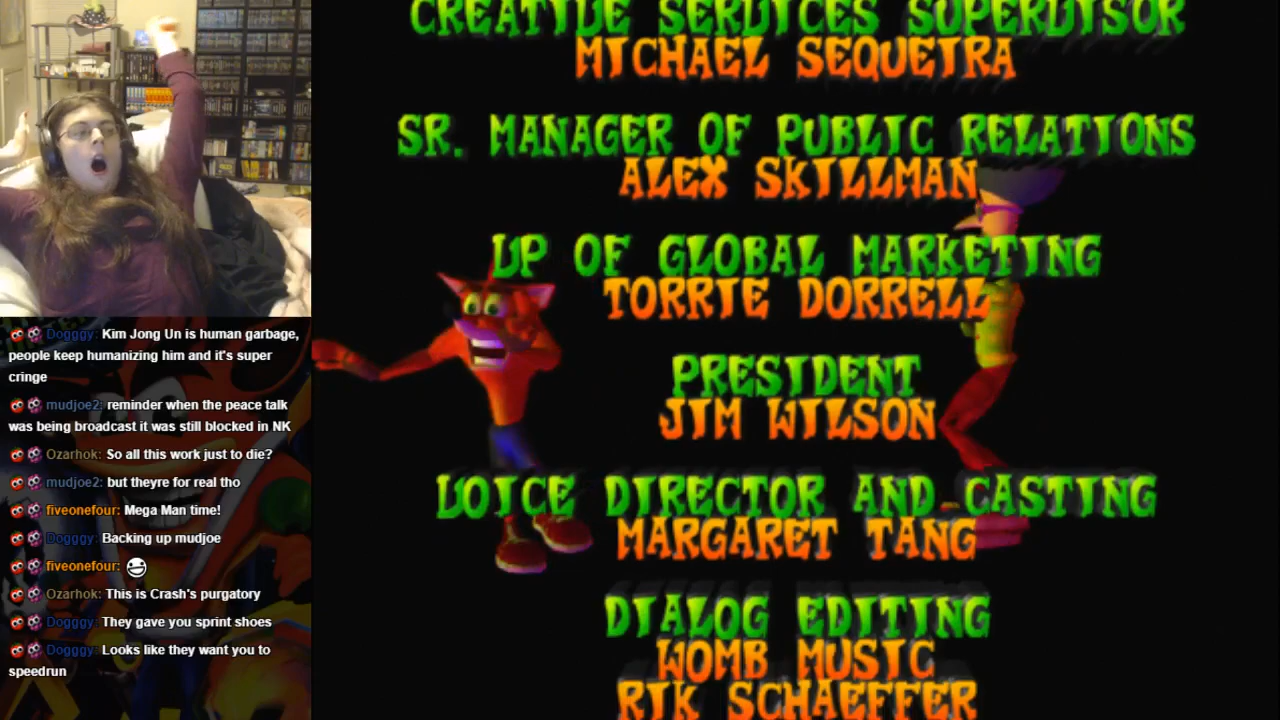 CREATIVE SERVICES SUPERVISOR
MICHAEL SEQUEIRA
SR. MANAGER OF PUBLIC RELATIONS
ALEX SKILLMAN
VP OF GLOBAL MARKETING
TORRIE DORRELL
PRESIDENT
JIM WILSON
VOICE DIRECTOR AND CASTING
MARGARET TANG
DIALOG EDITING
WOMB MUSIC
RIK SCHAEFFER
Dogggy: Kim Jong Un is human garbage,
people keep humanizing him and it's super
cringe
mudjoe2: reminder when the peace talk
was being broadcast it was still blocked in NK
Ozarhok: So all this work just to die?
mudjoe2: but theyre for real tho
fiveonefour: Mega Man time!
Dogggy: Backing up mudjoe
fiveonefour:
Ozarhok: This is Crash's purgatory
Dogggy: They gave you sprint shoes
Dogggy: Looks like they want you to
speedrun